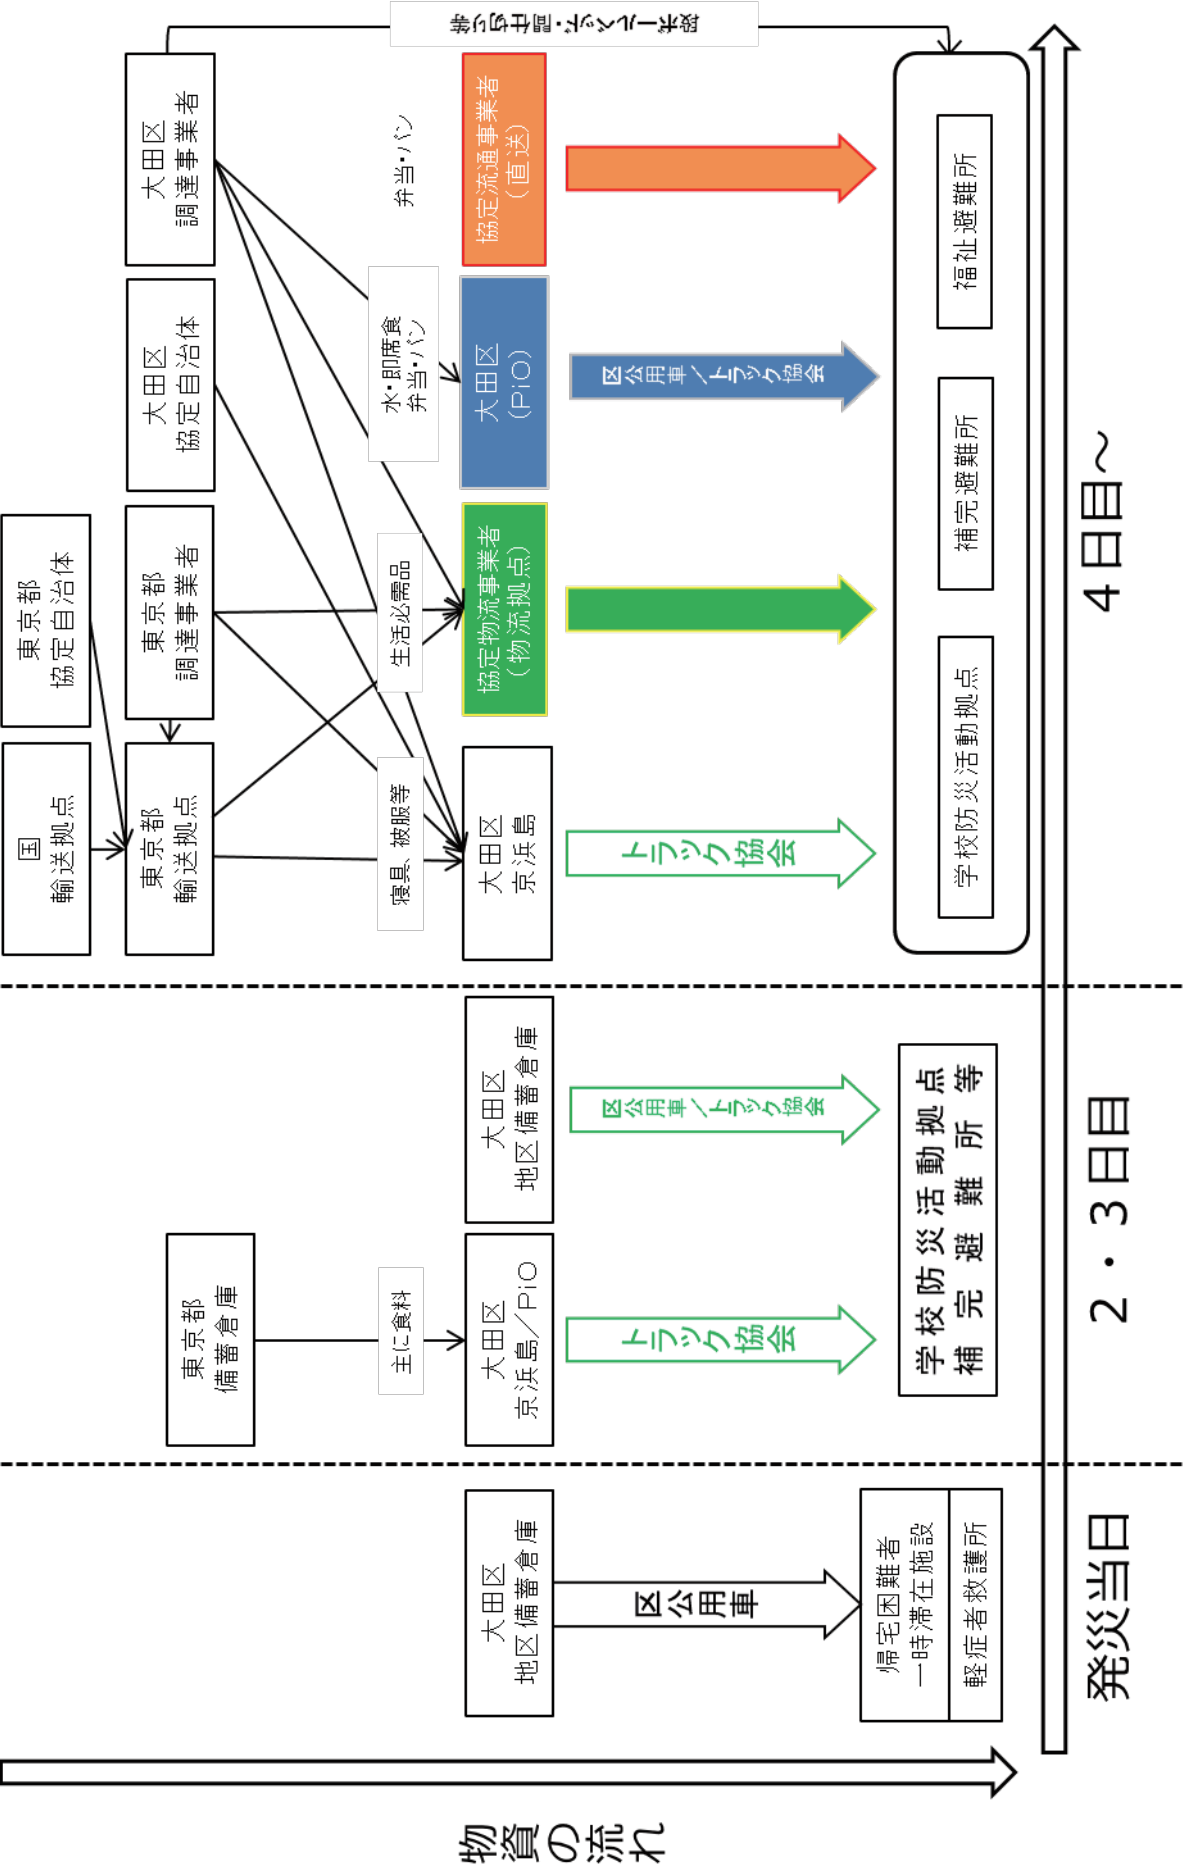 物資の流れ
発災当日
大田区
地区備蓄倉庫
区公用車
帰宅困難者
一時滞在施設
軽症者救護所
２・３日目
東京都
備蓄倉庫
主に食料
大田区
京浜島／PiO
トラック協会
大田区
地区備蓄倉庫
区公用車／トラック協会
学校防災活動拠点
補完避難所等
４日目～
国
輸送拠点
東京都
協定自治体
東京都
輸送拠点
東京都
調達事業者
大田区
協定自治体
大田区
調達事業者
寝具、被服等
生活必需品
水・即席食
弁当・パン
弁当・パン
段ボールベッド・間仕切り等
大田区
京浜島
協定物流事業者
（物流拠点）
大田区
（PiO）
協定流通事業者
（直送）
トラック協会
区公用車／トラック協会
学校防災活動拠点
補完避難所
福祉避難所